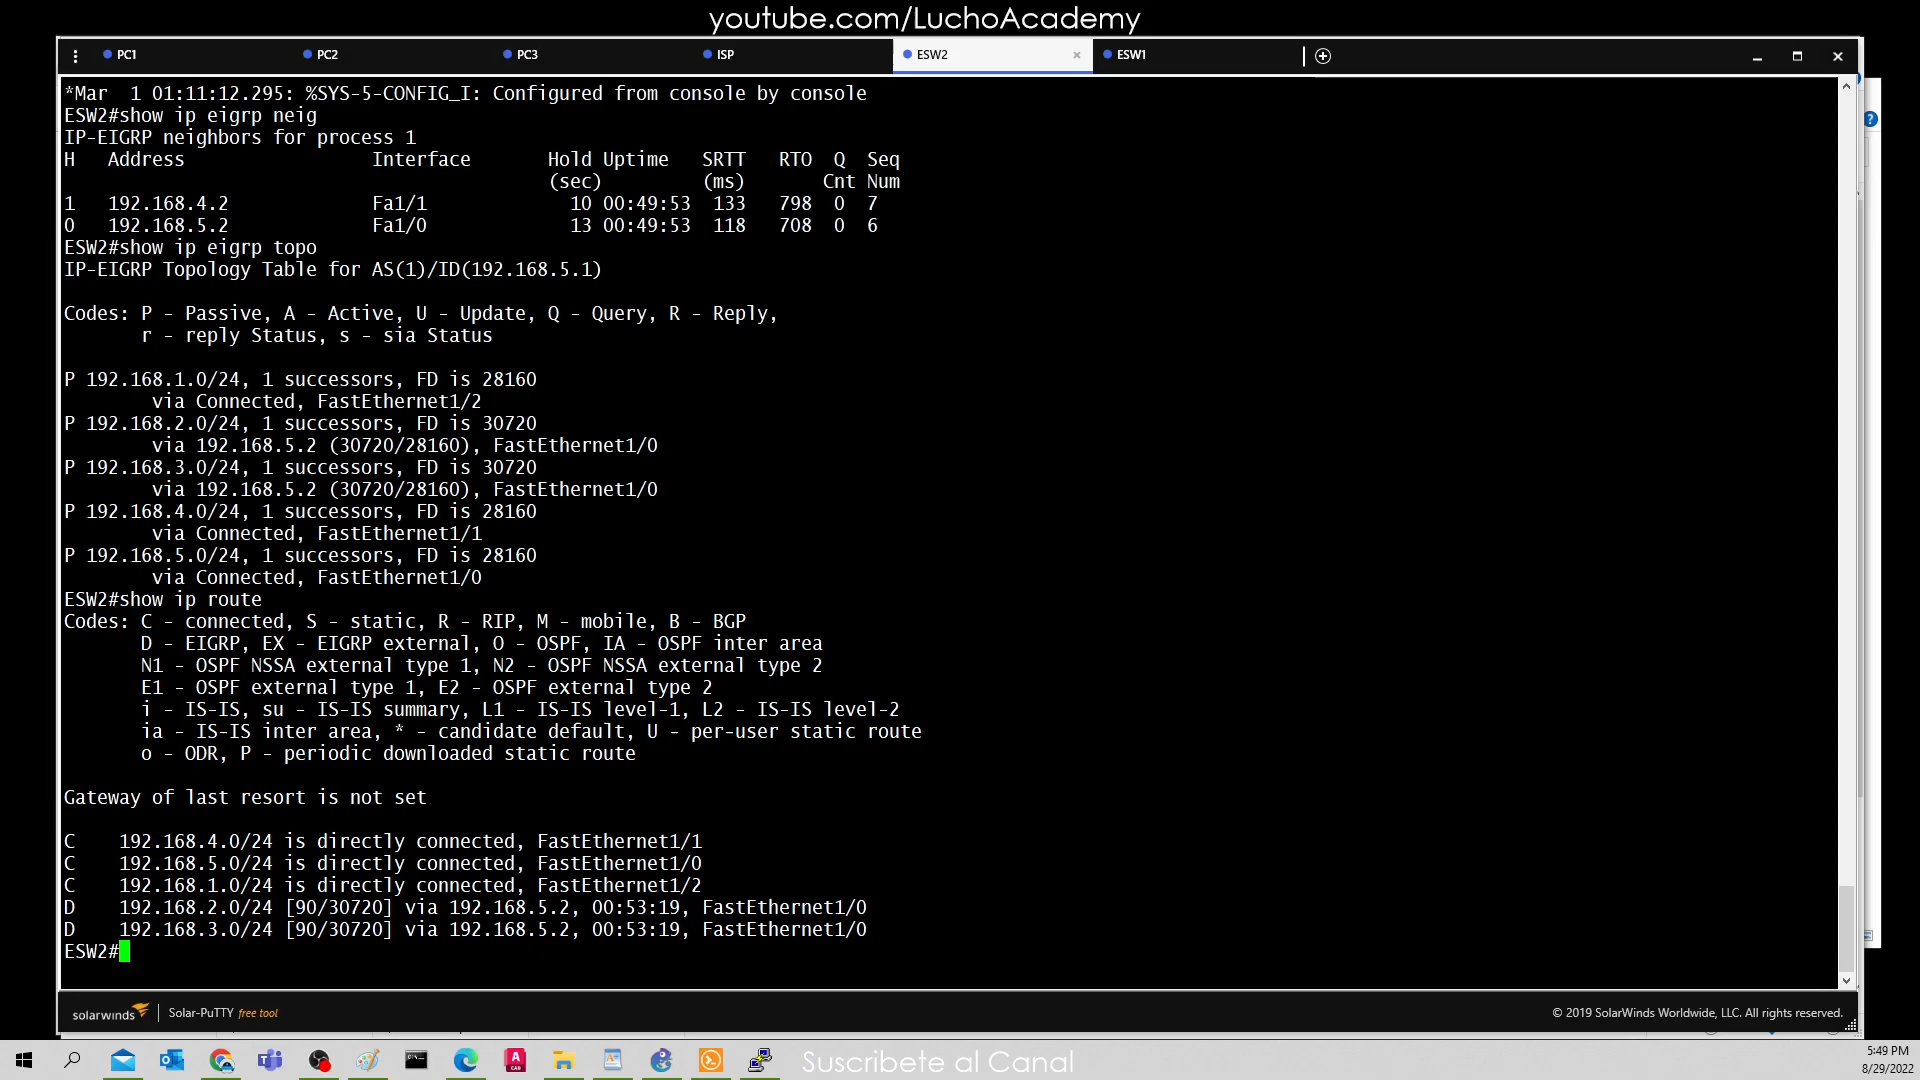 youtube.com/LuchoAcademy
PC1 PC2 PC3 ISP ESW2 × ESW1
*Mar  1 01:11:12.295: %SYS-5-CONFIG_I: Configured from console by console
ESW2#show ip eigrp neig
IP-EIGRP neighbors for process 1
H   Address                 Interface       Hold Uptime   SRTT   RTO  Q  Seq
                                            (sec)         (ms)       Cnt Num
1   192.168.4.2             Fa1/1             10 00:49:53  133   798  0  7
0   192.168.5.2             Fa1/0             13 00:49:53  118   708  0  6
ESW2#show ip eigrp topo
IP-EIGRP Topology Table for AS(1)/ID(192.168.5.1)
Codes: P - Passive, A - Active, U - Update, Q - Query, R - Reply,
       r - reply Status, s - sia Status
P 192.168.1.0/24, 1 successors, FD is 28160
        via Connected, FastEthernet1/2
P 192.168.2.0/24, 1 successors, FD is 30720
        via 192.168.5.2 (30720/28160), FastEthernet1/0
P 192.168.3.0/24, 1 successors, FD is 30720
        via 192.168.5.2 (30720/28160), FastEthernet1/0
P 192.168.4.0/24, 1 successors, FD is 28160
        via Connected, FastEthernet1/1
P 192.168.5.0/24, 1 successors, FD is 28160
        via Connected, FastEthernet1/0
ESW2#show ip route
Codes: C - connected, S - static, R - RIP, M - mobile, B - BGP
       D - EIGRP, EX - EIGRP external, O - OSPF, IA - OSPF inter area
       N1 - OSPF NSSA external type 1, N2 - OSPF NSSA external type 2
       E1 - OSPF external type 1, E2 - OSPF external type 2
       i - IS-IS, su - IS-IS summary, L1 - IS-IS level-1, L2 - IS-IS level-2
       ia - IS-IS inter area, * - candidate default, U - per-user static route
       o - ODR, P - periodic downloaded static route
Gateway of last resort is not set
C    192.168.4.0/24 is directly connected, FastEthernet1/1
C    192.168.5.0/24 is directly connected, FastEthernet1/0
C    192.168.1.0/24 is directly connected, FastEthernet1/2
D    192.168.2.0/24 [90/30720] via 192.168.5.2, 00:53:19, FastEthernet1/0
D    192.168.3.0/24 [90/30720] via 192.168.5.2, 00:53:19, FastEthernet1/0
ESW2#
solarwinds | Solar-PuTTY free tool © 2019 SolarWinds Worldwide, LLC. All rights reserved.
Suscribete al Canal
5:49 PM
8/29/2022